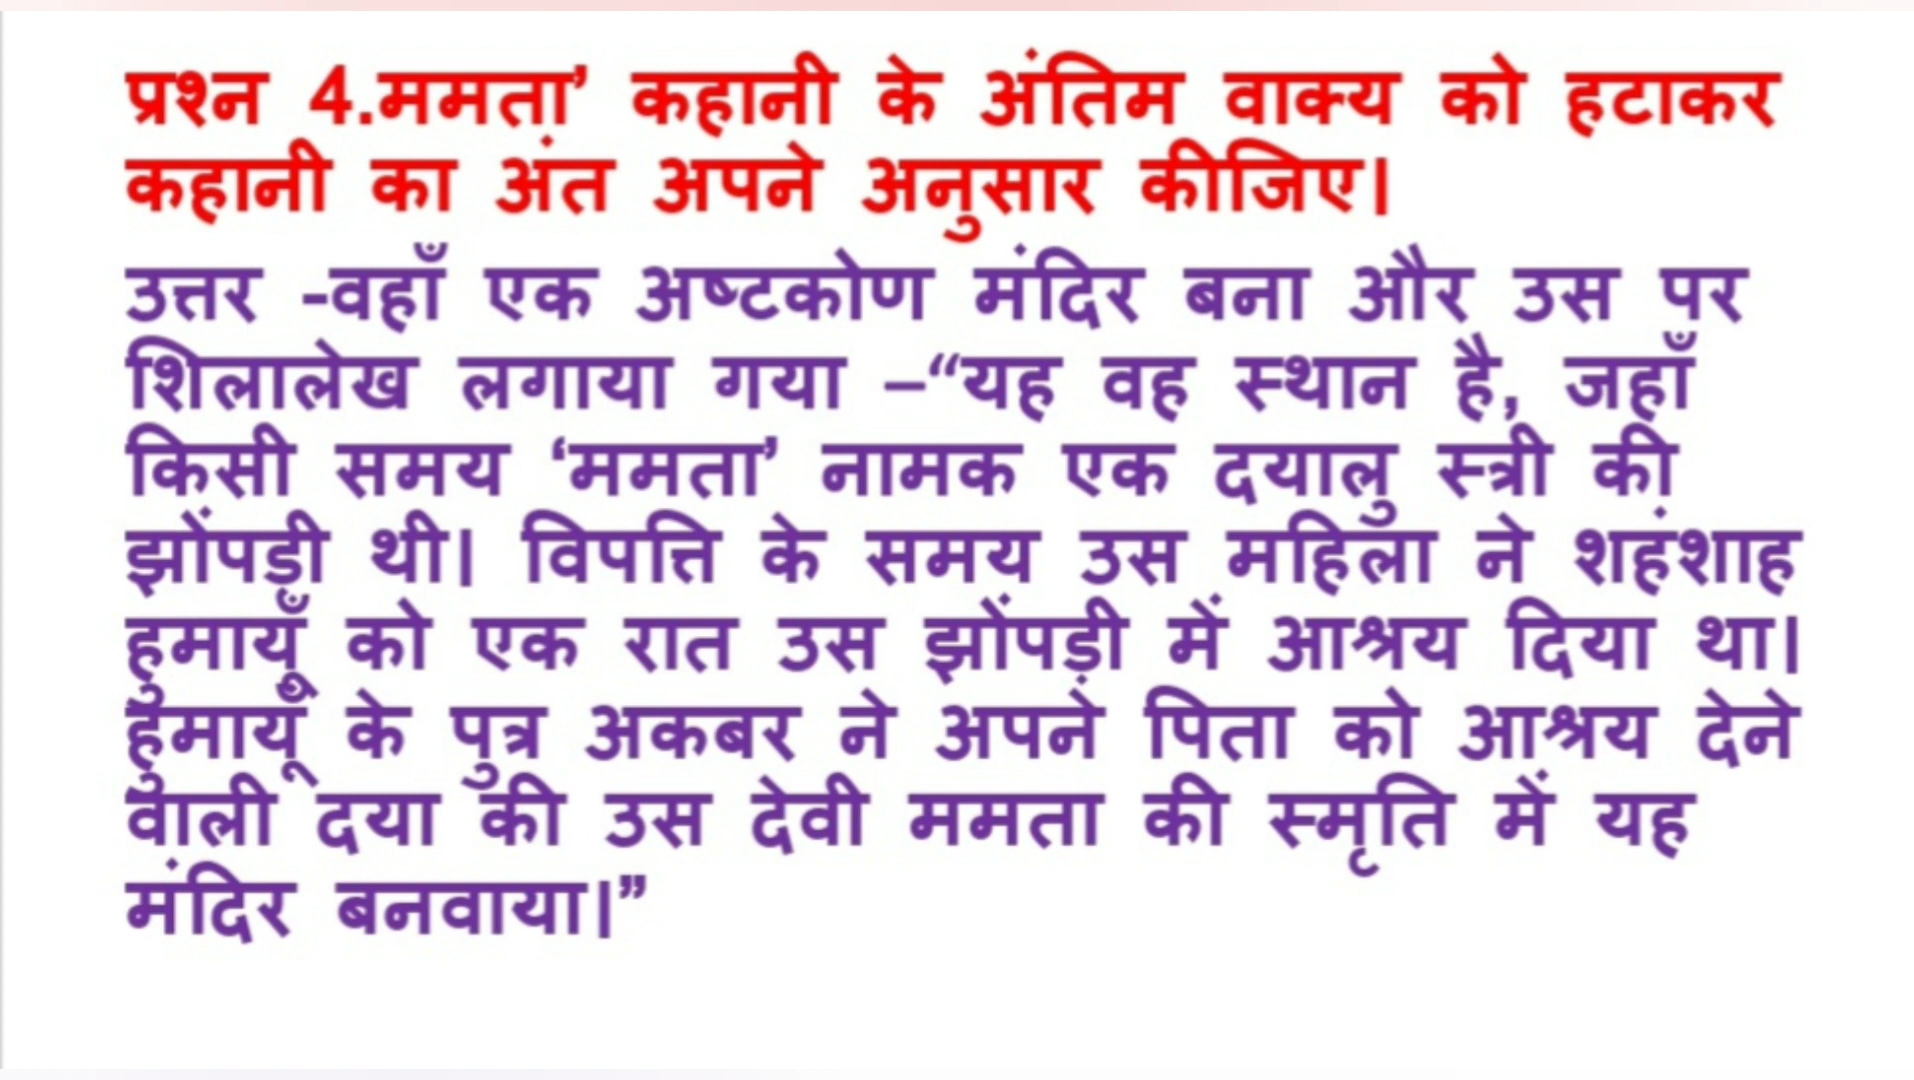 प्रश्न 4.ममता’ कहानी के अंतिम वाक्य को हटाकर
कहानी का अंत अपने अनुसार कीजिए।
उत्तर -वहाँ एक अष्टकोण मंदिर बना और उस पर
शिलालेख लगाया गया –“यह वह स्थान है, जहाँ
किसी समय ‘ममता’ नामक एक दयालु स्त्री की
झोंपड़ी थी। विपत्ति के समय उस महिला ने शहंशाह
हुमायूँ को एक रात उस झोंपड़ी में आश्रय दिया था।
हुमायूँ के पुत्र अकबर ने अपने पिता को आश्रय देने
वाली दया की उस देवी ममता की स्मृति में यह
मंदिर बनवाया।”